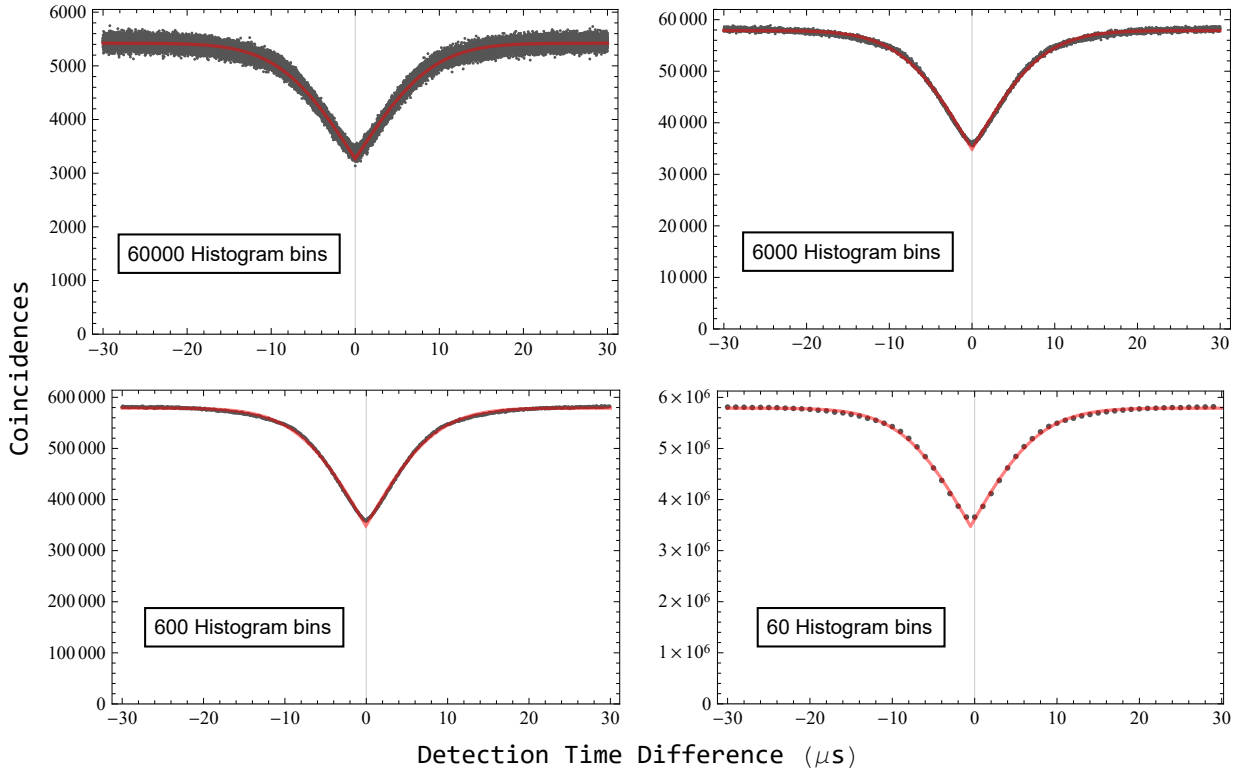 6000
5000
4000
3000
2000
1000
0
60000 Histogram bins
−30 −20 −10 0 10 20 30
60 000
50 000
40 000
30 000
20 000
10 000
0
6000 Histogram bins
−30 −20 −10 0 10 20 30
Coincidences
600 000
500 000
400 000
300 000
200 000
100 000
0
600 Histogram bins
−30 −20 −10 0 10 20 30
6 × 10⁶
5 × 10⁶
4 × 10⁶
3 × 10⁶
2 × 10⁶
1 × 10⁶
0
60 Histogram bins
−30 −20 −10 0 10 20 30
Detection Time Difference (μs)